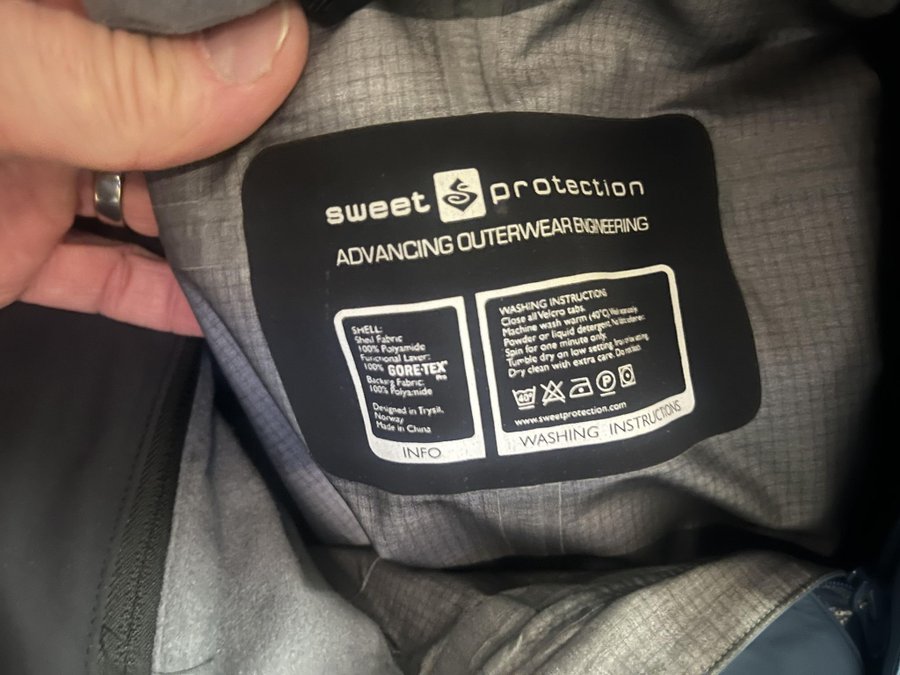 sweet protection
ADVANCING OUTERWEAR ENGINEERING
SHELL:
Shell Fabric
100% Polyamide
Functional Layer:
100% GORE-TEX
PRO
Backing Fabric:
100% Polyamide
Designed in Trysil,
Norway
Made in China
INFO
WASHING INSTRUCTION
Close all Velcro tabs.
Machine wash warm (40°C)
Powder or liquid detergent.
Spin for one minute only.
Tumble dry on low setting.
Dry clean with extra care.
40°
P
www.sweetprotection.com
WASHING INSTRUCTIONS